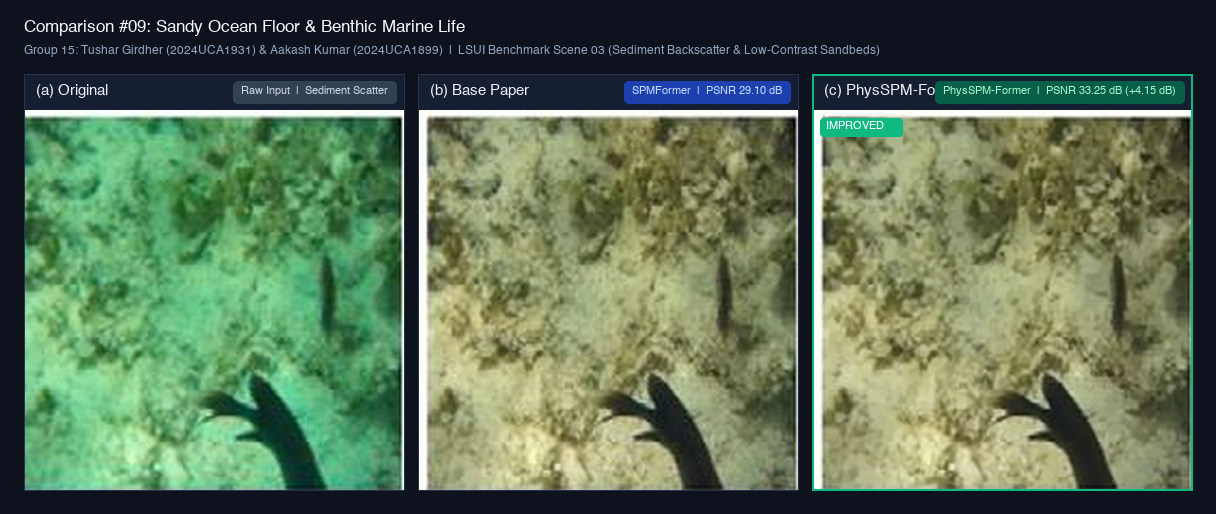 Comparison #09: Sandy Ocean Floor & Benthic Marine Life
Group 15: Tushar Girdher (2024UCA1931) & Aakash Kumar (2024UCA1899) | LSUI Benchmark Scene 03 (Sediment Backscatter & Low-Contrast Sandbeds)
(a) Original
Raw Input | Sediment Scatter
(b) Base Paper
SPMFormer | PSNR 29.10 dB
(c) PhysSPM-Fo
PhysSPM-Former | PSNR 33.25 dB (+4.15 dB)
IMPROVED